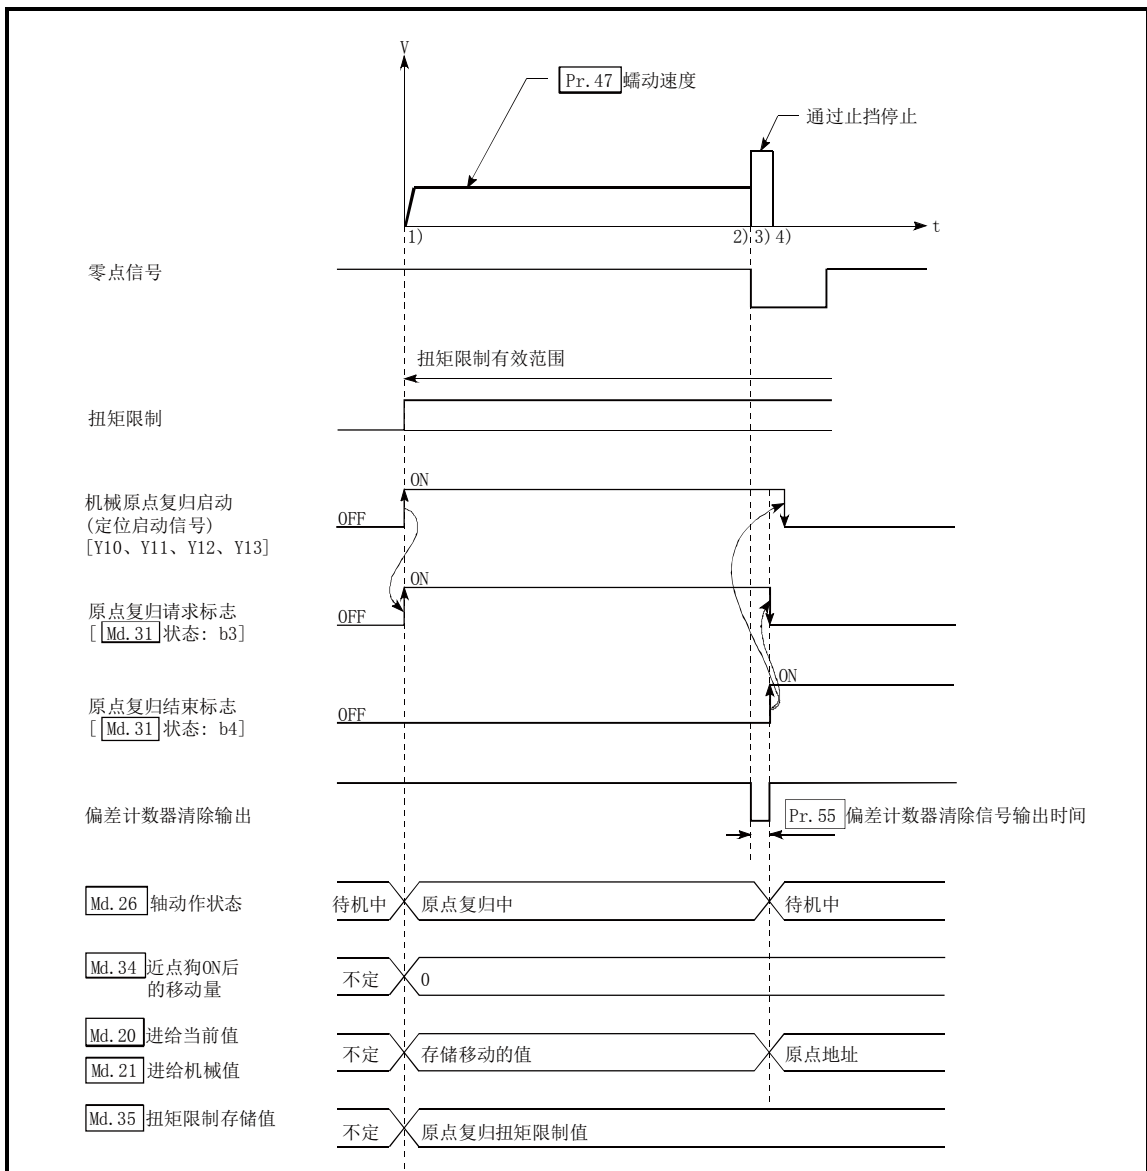 V
Pr.47 蠕动速度
通过止挡停止
t
1)
2) 3) 4)
零点信号
扭矩限制有效范围
扭矩限制
ON
机械原点复归启动
(定位启动信号)
[Y10、Y11、Y12、Y13]
OFF
ON
原点复归请求标志
[ Md.31 状态: b3]
OFF
ON
原点复归结束标志
[ Md.31 状态: b4]
OFF
偏差计数器清除输出
Pr.55 偏差计数器清除信号输出时间
Md.26 轴动作状态
待机中
原点复归中
待机中
Md.34 近点狗ON后
的移动量
不定
0
Md.20 进给当前值
Md.21 进给机械值
不定
存储移动的值
原点地址
Md.35 扭矩限制存储值
不定
原点复归扭矩限制值